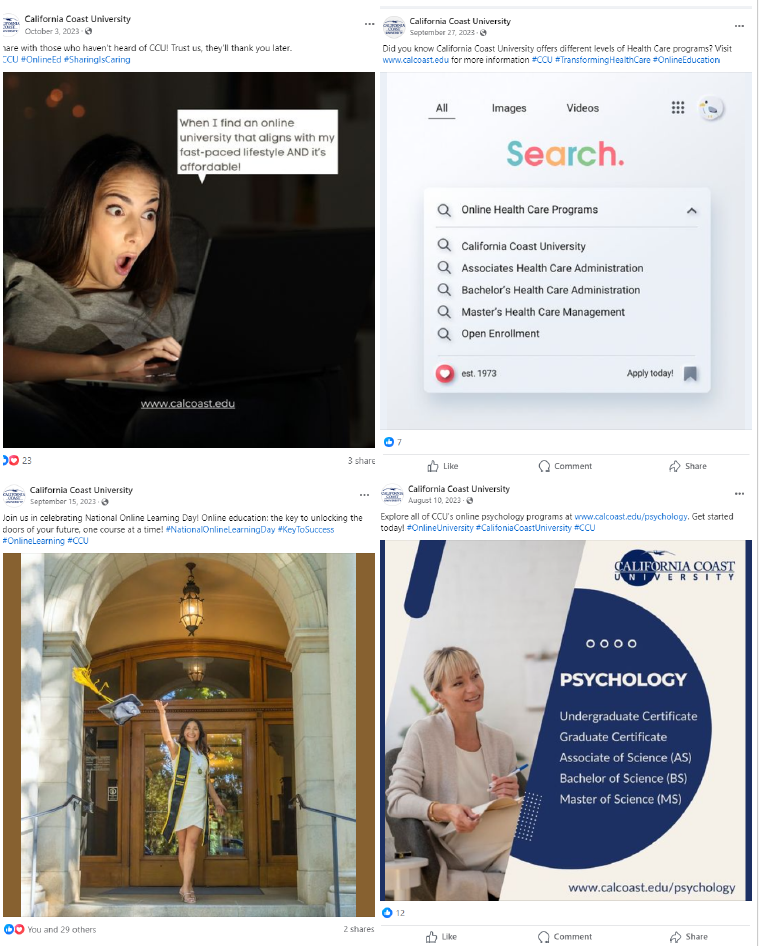 California Coast University
October 3, 2023 ·
hare with those who haven't heard of CCU! Trust us, they'll thank you later.
CCU #OnlineEd #SharingIsCaring
When I find an online
university that aligns with my
fast-paced lifestyle AND it's
affordable!
www.calcoast.edu
23
3 share
California Coast University
September 27, 2023 ·
Did you know California Coast University offers different levels of Health Care programs? Visit
www.calcoast.edu for more information #CCU #TransformingHealthCare #OnlineEducation
All Images Videos
Search.
Online Health Care Programs
California Coast University
Associates Health Care Administration
Bachelor's Health Care Administration
Master's Health Care Management
Open Enrollment
est. 1973 Apply today!
7
Like Comment Share
California Coast University
September 15, 2023 ·
Join us in celebrating National Online Learning Day! Online education: the key to unlocking the
doors of your future, one course at a time! #NationalOnlineLearningDay #KeyToSuccess
#OnlineLearning #CCU
You and 29 others
2 shares
California Coast University
August 10, 2023 ·
Explore all of CCU's online psychology programs at www.calcoast.edu/psychology. Get started
today! #OnlineUniversity #CalifoniaCoastUniversity #CCU
CALIFORNIA COAST
UNIVERSITY
PSYCHOLOGY
Undergraduate Certificate
Graduate Certificate
Associate of Science (AS)
Bachelor of Science (BS)
Master of Science (MS)
www.calcoast.edu/psychology
12
Like Comment Share